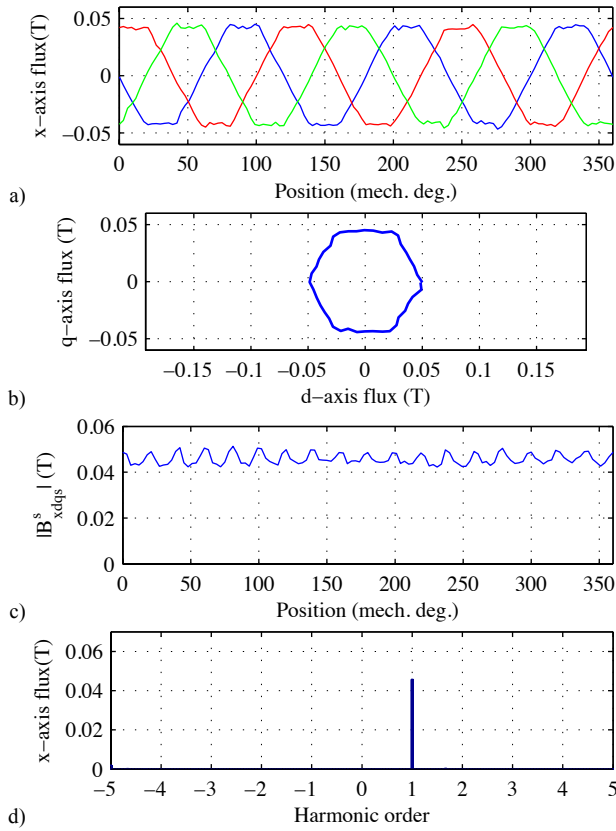 0.05
0
−0.05
x−axis flux(T)
0 50 100 150 200 250 300 350
Position (mech. deg.)
a)
0.05
0
−0.05
q−axis flux (T)
−0.15 −0.1 −0.05 0 0.05 0.1 0.15
d−axis flux (T)
b)
0.06
0.04
0.02
0
|B^s_xdqs| (T)
0 50 100 150 200 250 300 350
Position (mech. deg.)
c)
0.06
0.04
0.02
0
x−axis flux(T)
−5 −4 −3 −2 −1 0 1 2 3 4 5
Harmonic order
d)